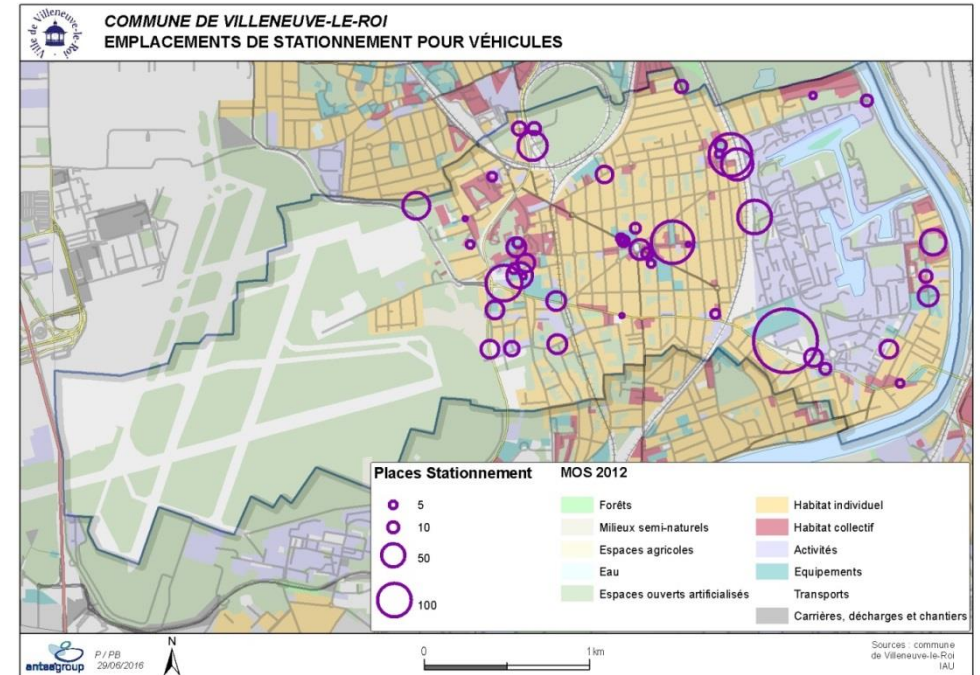 Ville de Villeneuve-le-Roi
COMMUNE DE VILLENEUVE-LE-ROI
EMPLACEMENTS DE STATIONNEMENT POUR VÉHICULES
Places Stationnement
5
10
50
100
MOS 2012
Forêts
Milieux semi-naturels
Espaces agricoles
Eau
Espaces ouverts artificialisés
Habitat individuel
Habitat collectif
Activités
Equipements
Transports
Carrières, décharges et chantiers
anteagroup
P / PB
29/06/2016
N
0
1 km
Sources : commune
de Villeneuve-le-Roi
IAU